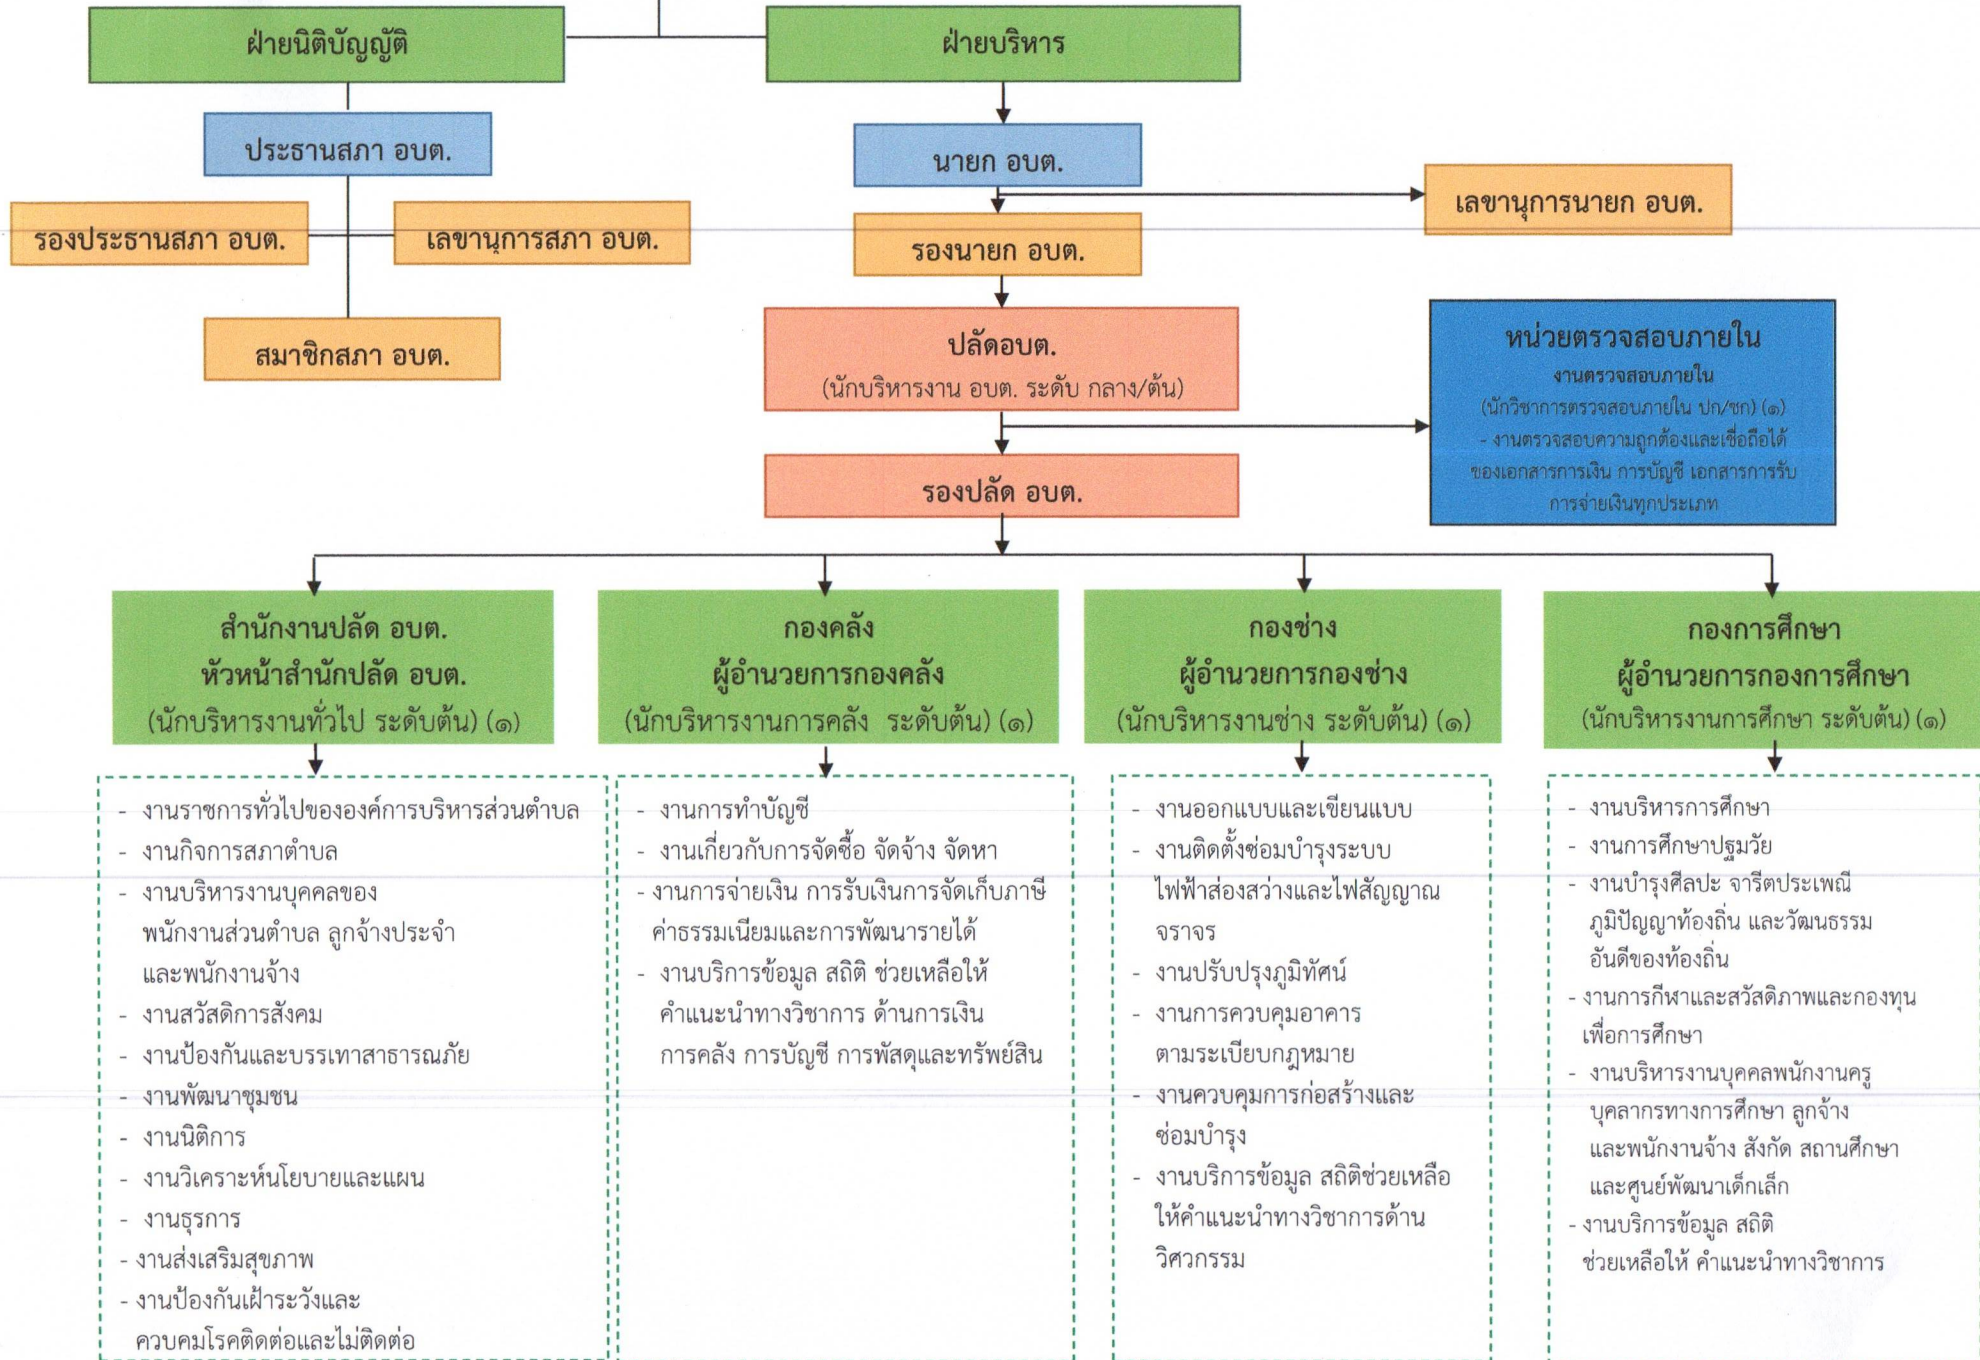 ฝ่ายนิติบัญญัติ
ฝ่ายบริหาร
ประธานสภา อบต.
นายก อบต.
เลขานุการนายก อบต.
รองประธานสภา อบต.
เลขานุการสภา อบต.
รองนายก อบต.
สมาชิกสภา อบต.
ปลัดอบต.
(นักบริหารงาน อบต. ระดับ กลาง/ต้น)
หน่วยตรวจสอบภายใน
งานตรวจสอบภายใน
(นักวิชาการตรวจสอบภายใน ปก/ชก) (๑)
- งานตรวจสอบความถูกต้องและเชื่อถือได้
ของเอกสารการเงิน การบัญชี เอกสารการรับ
การจ่ายเงินทุกประเภท
รองปลัด อบต.
สำนักงานปลัด อบต.
หัวหน้าสำนักปลัด อบต.
(นักบริหารงานทั่วไป ระดับต้น) (๑)
- งานราชการทั่วไปขององค์การบริหารส่วนตำบล
- งานกิจการสภาตำบล
- งานบริหารงานบุคคลของ
พนักงานส่วนตำบล ลูกจ้างประจำ
และพนักงานจ้าง
- งานสวัสดิการสังคม
- งานป้องกันและบรรเทาสาธารณภัย
- งานพัฒนาชุมชน
- งานนิติการ
- งานวิเคราะห์นโยบายและแผน
- งานธุรการ
- งานส่งเสริมสุขภาพ
- งานป้องกันเฝ้าระวังและ
ควบคุมโรคติดต่อและไม่ติดต่อ
กองคลัง
ผู้อำนวยการกองคลัง
(นักบริหารงานการคลัง ระดับต้น) (๑)
- งานการทำบัญชี
- งานเกี่ยวกับการจัดซื้อ จัดจ้าง จัดหา
- งานการจ่ายเงิน การรับเงินการจัดเก็บภาษี
ค่าธรรมเนียมและการพัฒนารายได้
- งานบริการข้อมูล สถิติ ช่วยเหลือให้
คำแนะนำทางวิชาการ ด้านการเงิน
การคลัง การบัญชี การพัสดุและทรัพย์สิน
กองช่าง
ผู้อำนวยการกองช่าง
(นักบริหารงานช่าง ระดับต้น) (๑)
- งานออกแบบและเขียนแบบ
- งานติดตั้งซ่อมบำรุงระบบ
ไฟฟ้าส่องสว่างและไฟสัญญาณ
จราจร
- งานปรับปรุงภูมิทัศน์
- งานการควบคุมอาคาร
ตามระเบียบกฎหมาย
- งานควบคุมการก่อสร้างและ
ซ่อมบำรุง
- งานบริการข้อมูล สถิติช่วยเหลือ
ให้คำแนะนำทางวิชาการด้าน
วิศวกรรม
กองการศึกษา
ผู้อำนวยการกองการศึกษา
(นักบริหารงานการศึกษา ระดับต้น) (๑)
- งานบริหารการศึกษา
- งานการศึกษาปฐมวัย
- งานบำรุงศีลปะ จารีตประเพณี
ภูมิปัญญาท้องถิ่น และวัฒนธรรม
อันดีของท้องถิ่น
- งานการกีฬาและสวัสดิภาพและกองทุน
เพื่อการศึกษา
- งานบริหารงานบุคคลพนักงานครู
บุคลากรทางการศึกษา ลูกจ้าง
และพนักงานจ้าง สังกัด สถานศึกษา
และศูนย์พัฒนาเด็กเล็ก
- งานบริการข้อมูล สถิติ
ช่วยเหลือให้ คำแนะนำทางวิชาการ